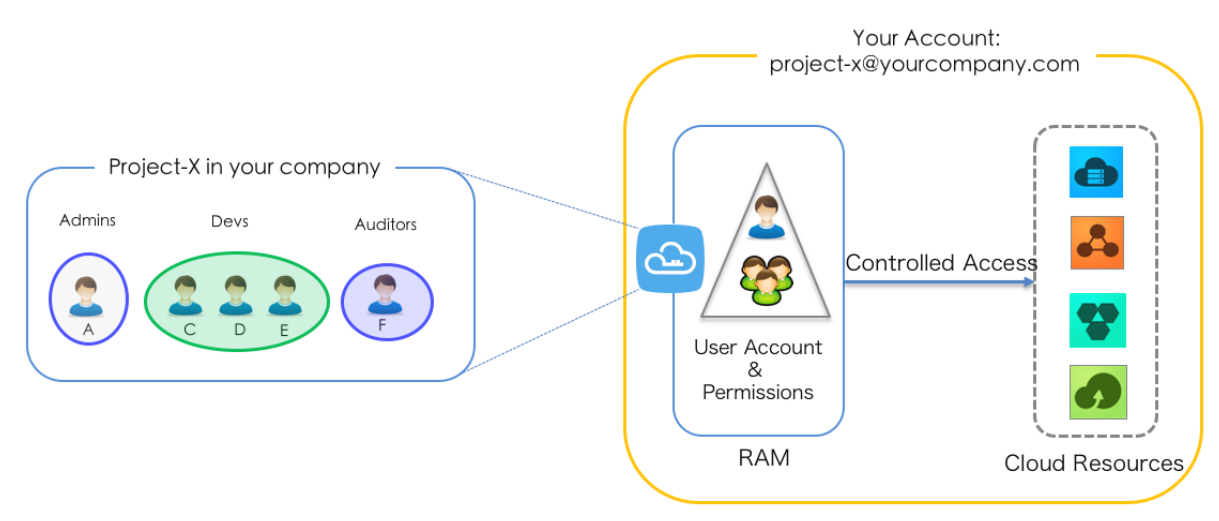 Your Account:
project-x@yourcompany.com
Project-X in your company
Admins
Devs
Auditors
A
C
D
E
F
Controlled Access
User Account
&
Permissions
RAM
Cloud Resources